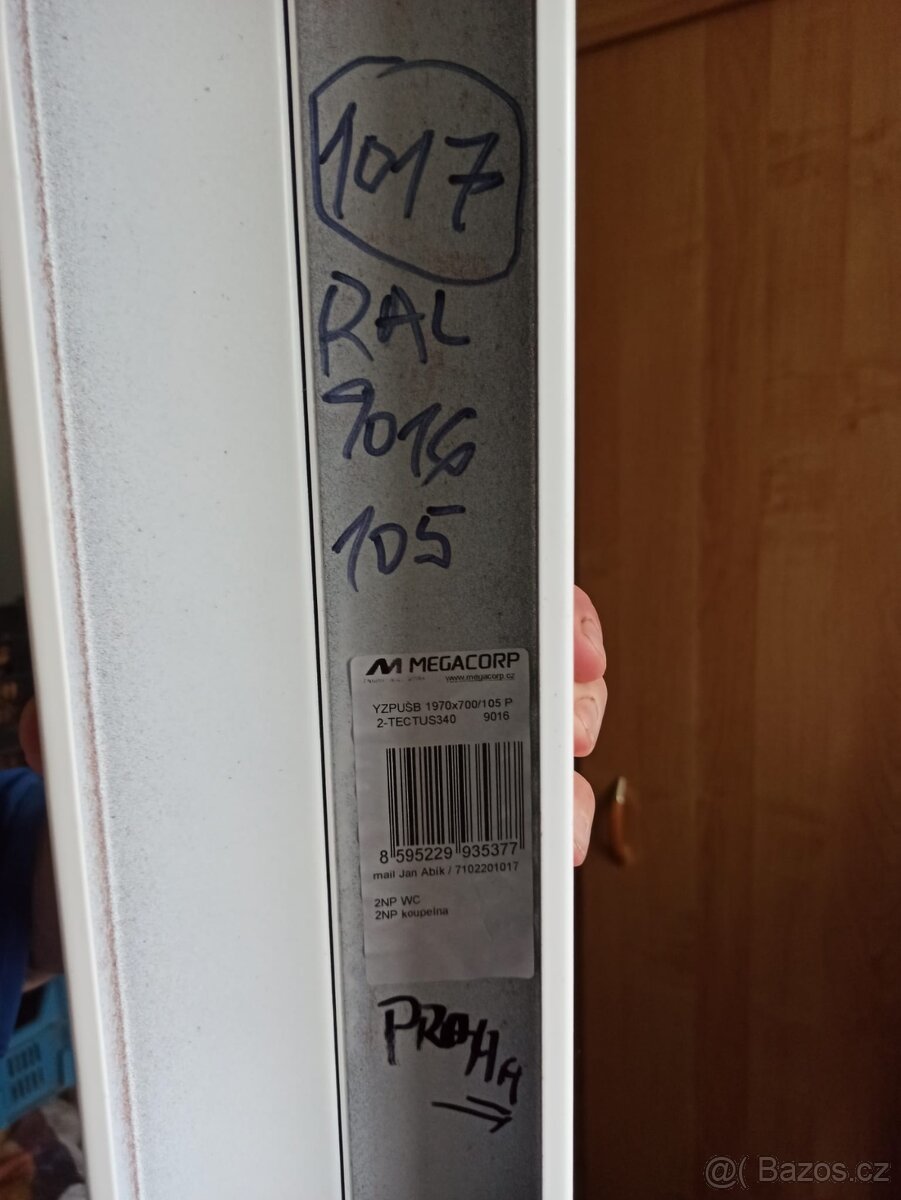 1017
RAL
9016
105
MEGACORP
www.megacorp.cz
YZPUŠB 1970x700/105 P
2-TECTUS340 9016
8 595229 935377
mail Jan Abík / 7102201017
2NP WC
2NP koupelna
PRAHA
@( Bazos.cz